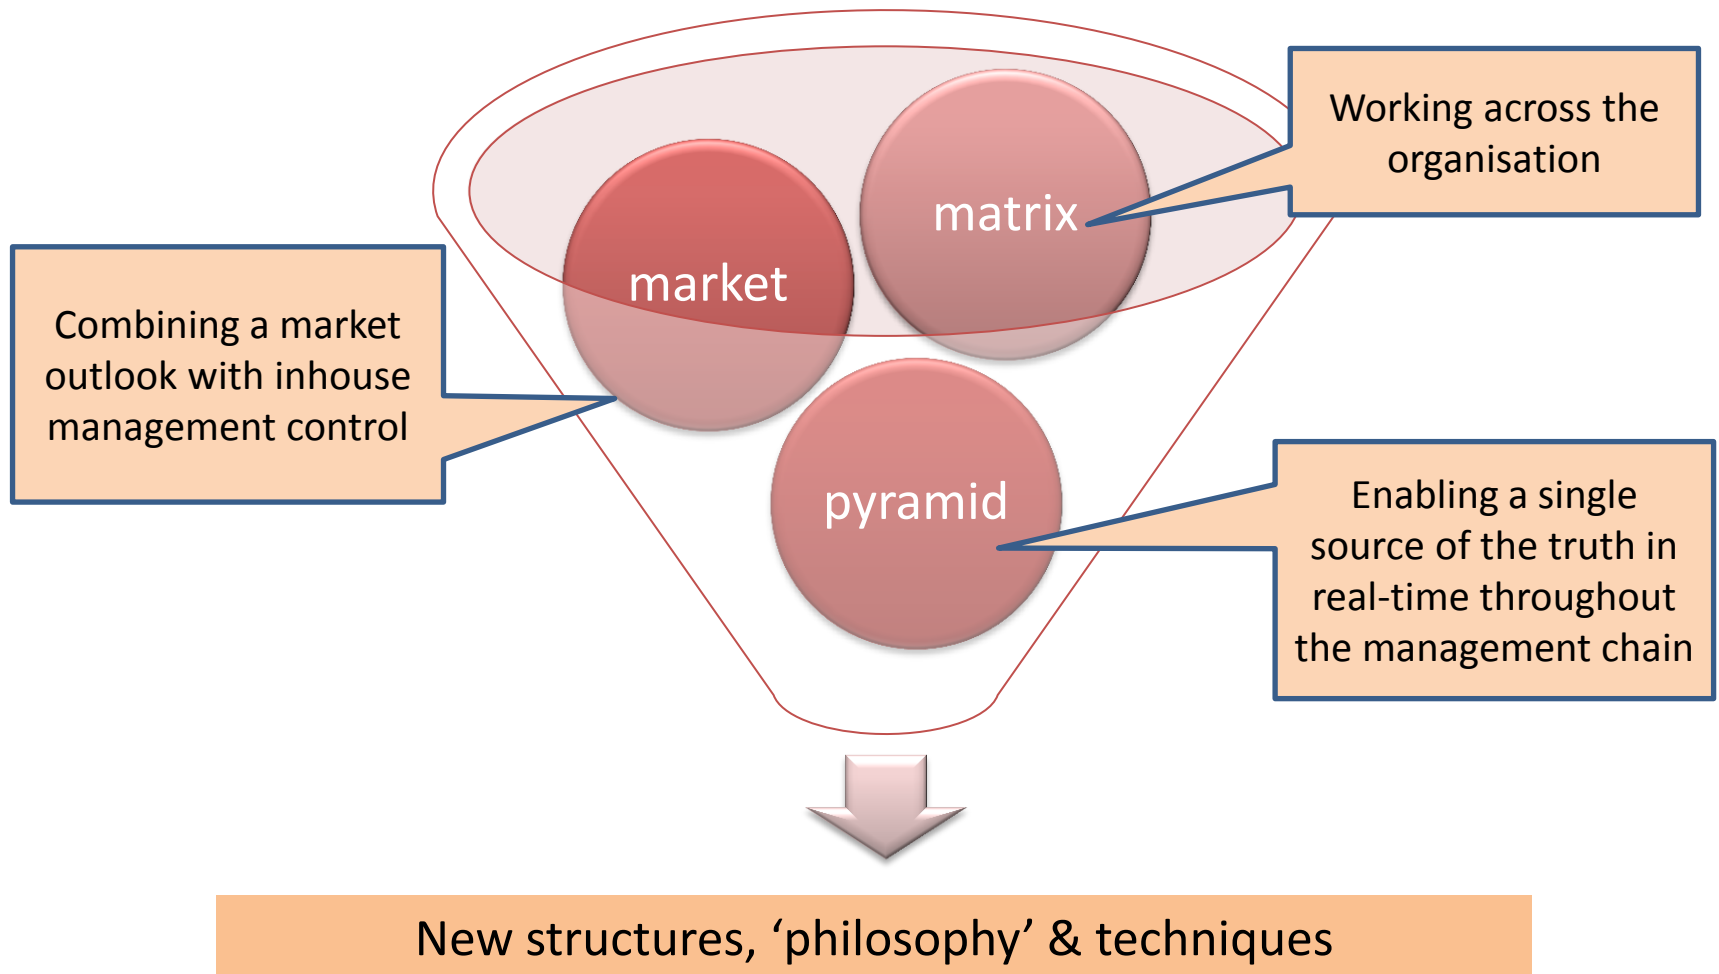 Working across the
organisation
matrix
market
Combining a market
outlook with inhouse
management control
pyramid
Enabling a single
source of the truth in
real-time throughout
the management chain
New structures, ‘philosophy’ & techniques